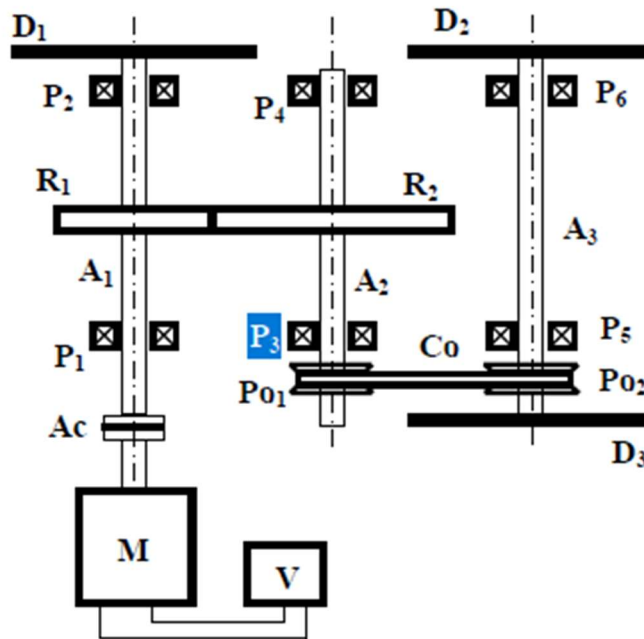 D₁ D₂
P₂ P₄ P₆
R₁ R₂
A₁ A₂ A₃
P₁ P₃ Co P₅
Ac Po₁ Po₂
D₃
M V